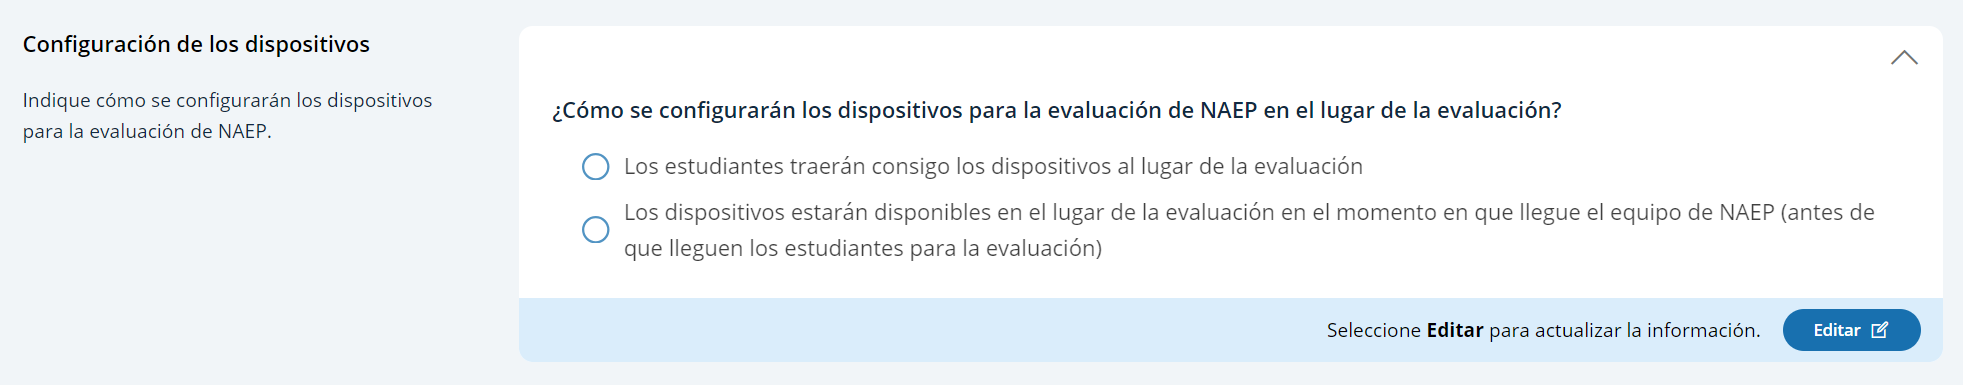 Configuración de los dispositivos
Indique cómo se configurarán los dispositivos
para la evaluación de NAEP.
¿Cómo se configurarán los dispositivos para la evaluación de NAEP en el lugar de la evaluación?
Los estudiantes traerán consigo los dispositivos al lugar de la evaluación
Los dispositivos estarán disponibles en el lugar de la evaluación en el momento en que llegue el equipo de NAEP (antes de
que lleguen los estudiantes para la evaluación)
Seleccione Editar para actualizar la información.
Editar